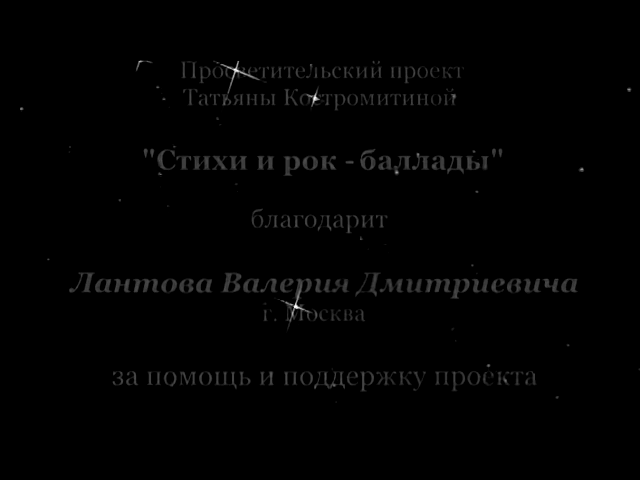 Просветительский проект
Татьяны Костромитиной
"Стихи и рок - баллады"
благодарит
Лантова Валерия Дмитриевича
г. Москва
за помощь и поддержку проекта